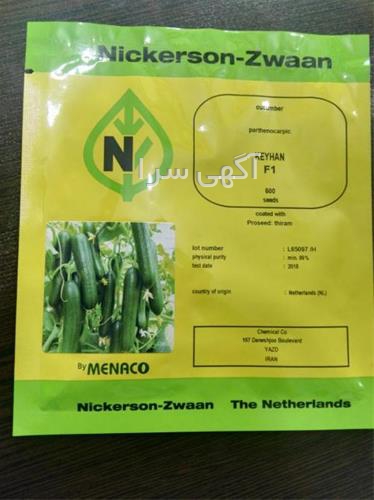 Nickerson-Zwaan
cucumber
parthenocarpic
KEYHAN
F1
600
seeds
coated with
Proseed: thiram
N
آگهی سرا
lot number : L65097 /H
physical purity : min. 99%
test date : 2018
country of origin : Netherlands (NL)
Chemical Co
167 Daneshjoo Boulevard
YAZD
IRAN
By MENACO
Nickerson-Zwaan The Netherlands